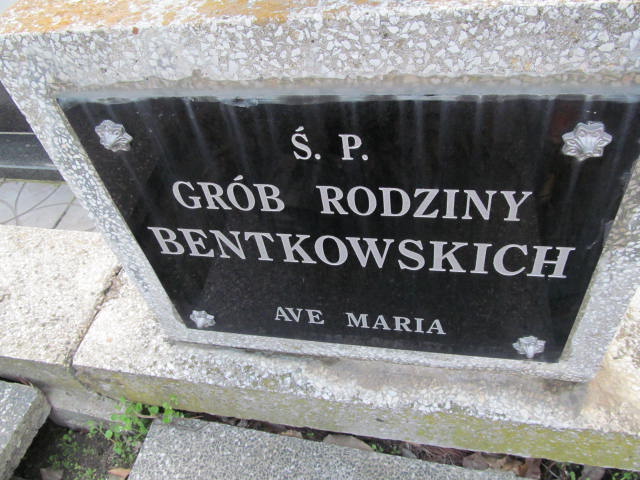 Ś. P.
GRÓB RODZINY
BENTKOWSKICH
AVE MARIA